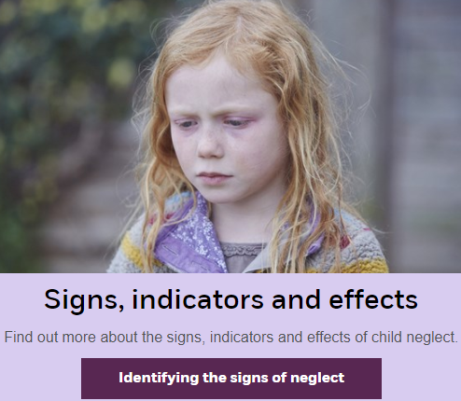 Signs, indicators and effects
Find out more about the signs, indicators and effects of child neglect.
Identifying the signs of neglect